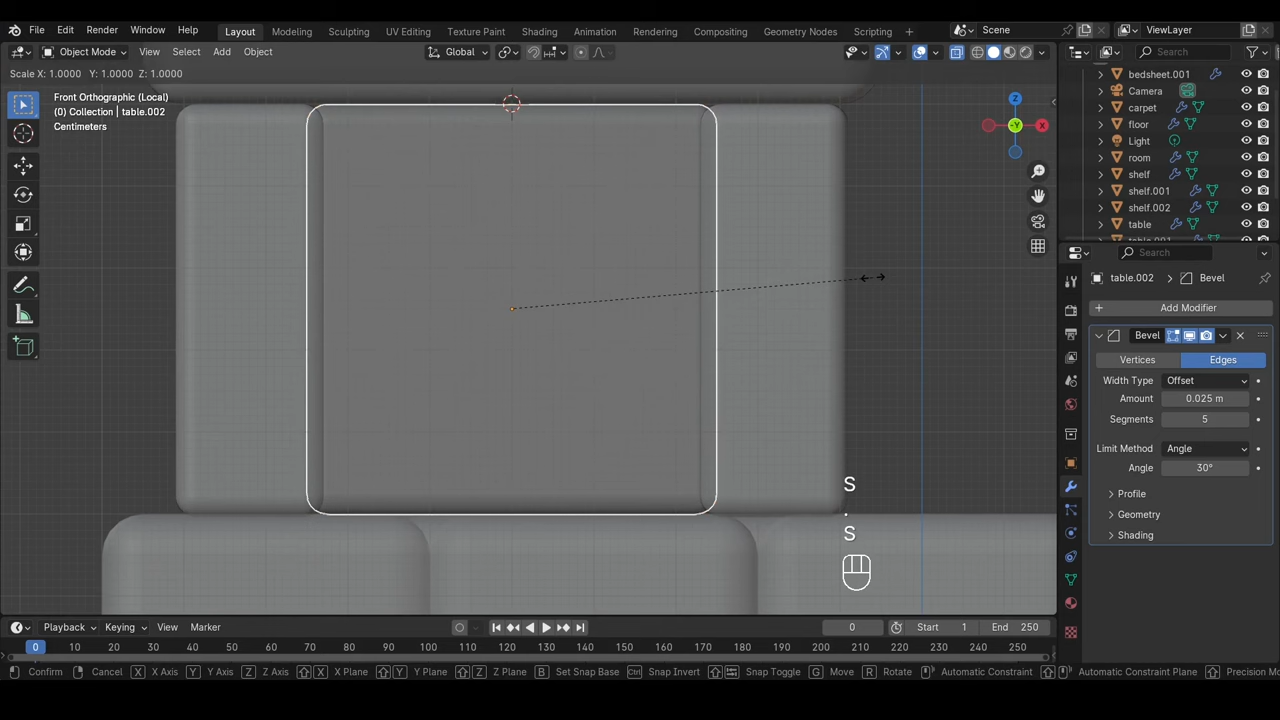 File Edit Render Window Help Layout Modeling Sculpting UV Editing Texture Paint Shading Animation Rendering Compositing Geometry Nodes Scripting Scene ViewLayer
Object Mode View Select Add Object Global Search
Scale X: 1.0000 Y: 1.0000 Z: 1.0000
Front Orthographic (Local)
(0) Collection | table.002
Centimeters
Z
-Y
X
bedsheet.001
Camera
carpet
floor
Light
room
shelf
shelf.001
shelf.002
table
Search
table.002 > Bevel
+ Add Modifier
Bevel
Vertices Edges
Width Type Offset
Amount 0.025 m
Segments 5
Limit Method Angle
Angle 30°
Profile
Geometry
Shading
S
.
S
Playback Keying View Marker 0 Start 1 End 250
0 10 20 30 40 50 60 70 80 90 100 110 120 130 140 150 160 170 180 190 200 210 220 230 240 250
Confirm Cancel X X Axis Y Y Axis Z Z Axis X X Plane Y Y Plane Z Z Plane B Set Snap Base Ctrl Snap Invert Snap Toggle G Move R Rotate Automatic Constraint Automatic Constraint Plane Precision Mo